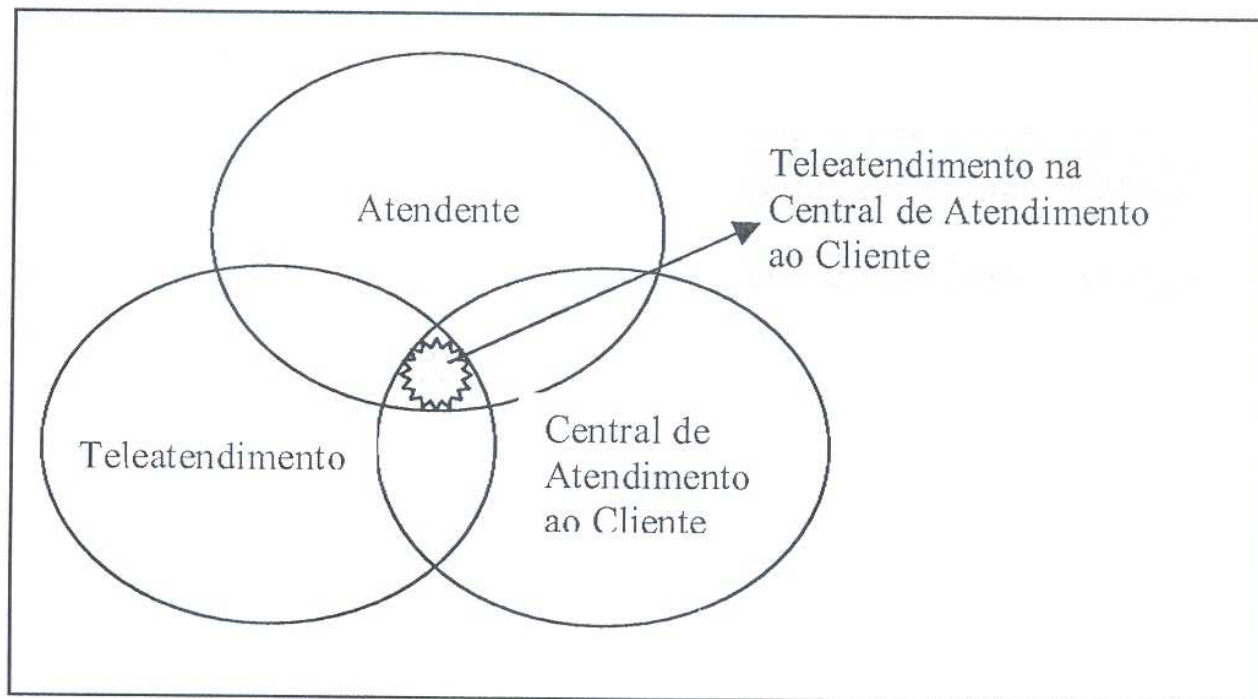 Atendente
Teleatendimento na
Central de Atendimento
ao Cliente
Teleatendimento
Central de
Atendimento
ao Cliente